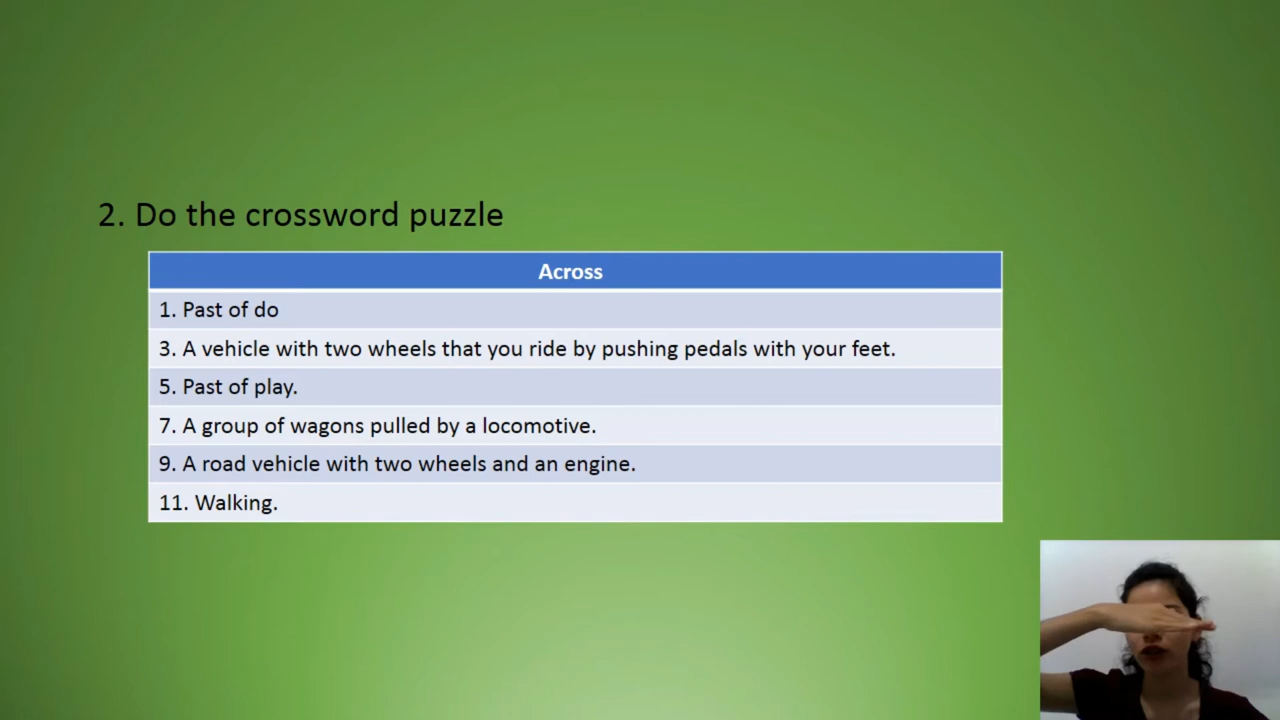 2. Do the crossword puzzle
Across
1. Past of do
3. A vehicle with two wheels that you ride by pushing pedals with your feet.
5. Past of play.
7. A group of wagons pulled by a locomotive.
9. A road vehicle with two wheels and an engine.
11. Walking.